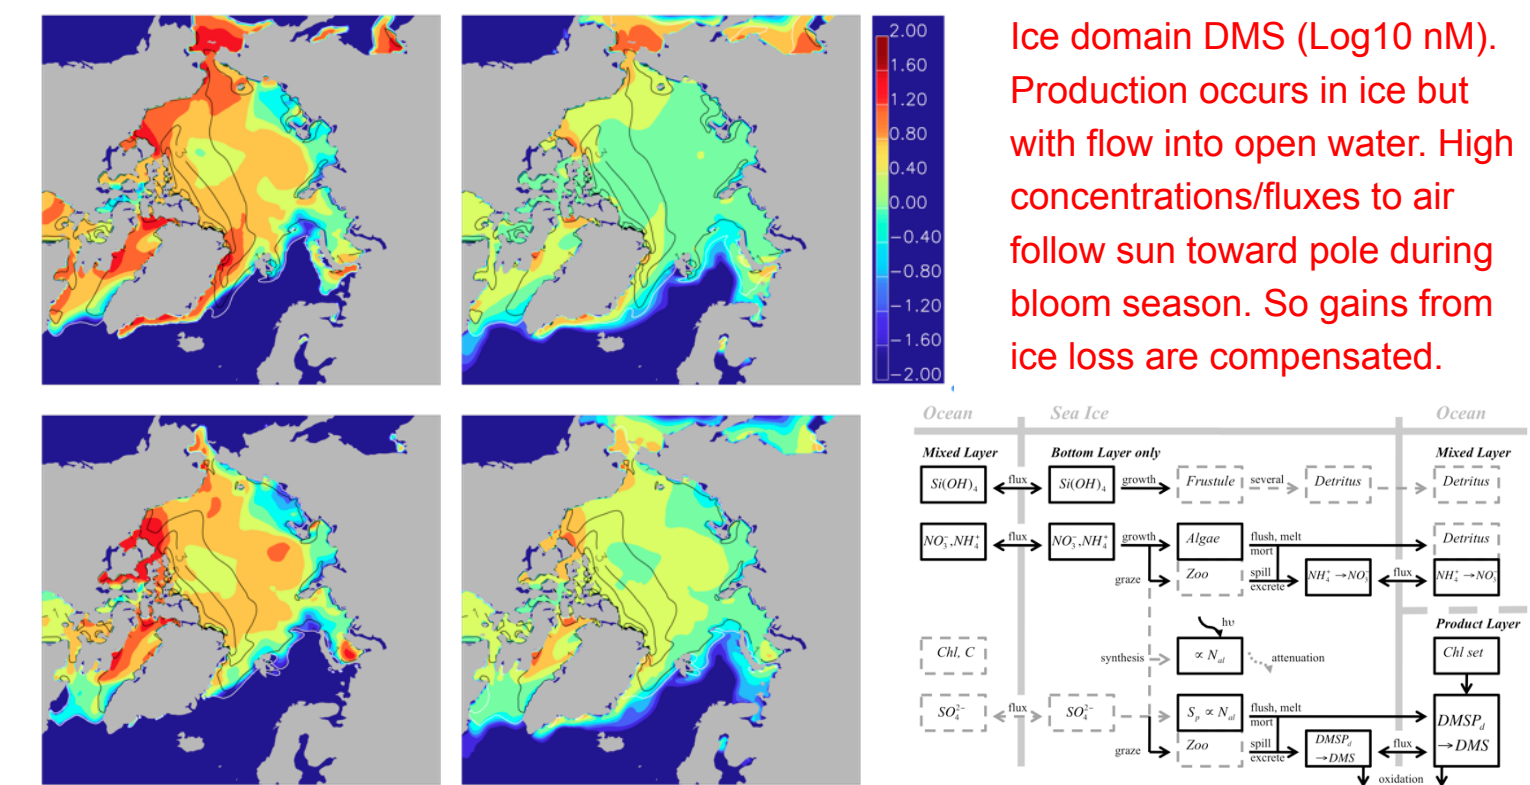 2.00
1.60
1.20
0.80
0.40
0.00
−0.40
−0.80
−1.20
−1.60
−2.00
Ice domain DMS (Log10 nM).
Production occurs in ice but
with flow into open water. High
concentrations/fluxes to air
follow sun toward pole during
bloom season. So gains from
ice loss are compensated.
Ocean Sea Ice Ocean
Mixed Layer Bottom Layer only Mixed Layer
Si(OH)₄ flux Si(OH)₄ growth Frustule several Detritus Detritus
NO₃⁻,NH₄⁺ flux NO₃⁻,NH₄⁺ growth Algae flush, melt mort Detritus
graze Zoo spill excrete NH₄⁺→NO₃⁻ flux NH₄⁺→NO₃⁻
Product Layer
hυ
Chl, C synthesis ∝ N_al attenuation Chl set
SO₄²⁻ flux SO₄²⁻ S_p ∝ N_al flush, melt mort DMSP_d →DMS
graze Zoo spill excrete DMSP_d →DMS flux
oxidation